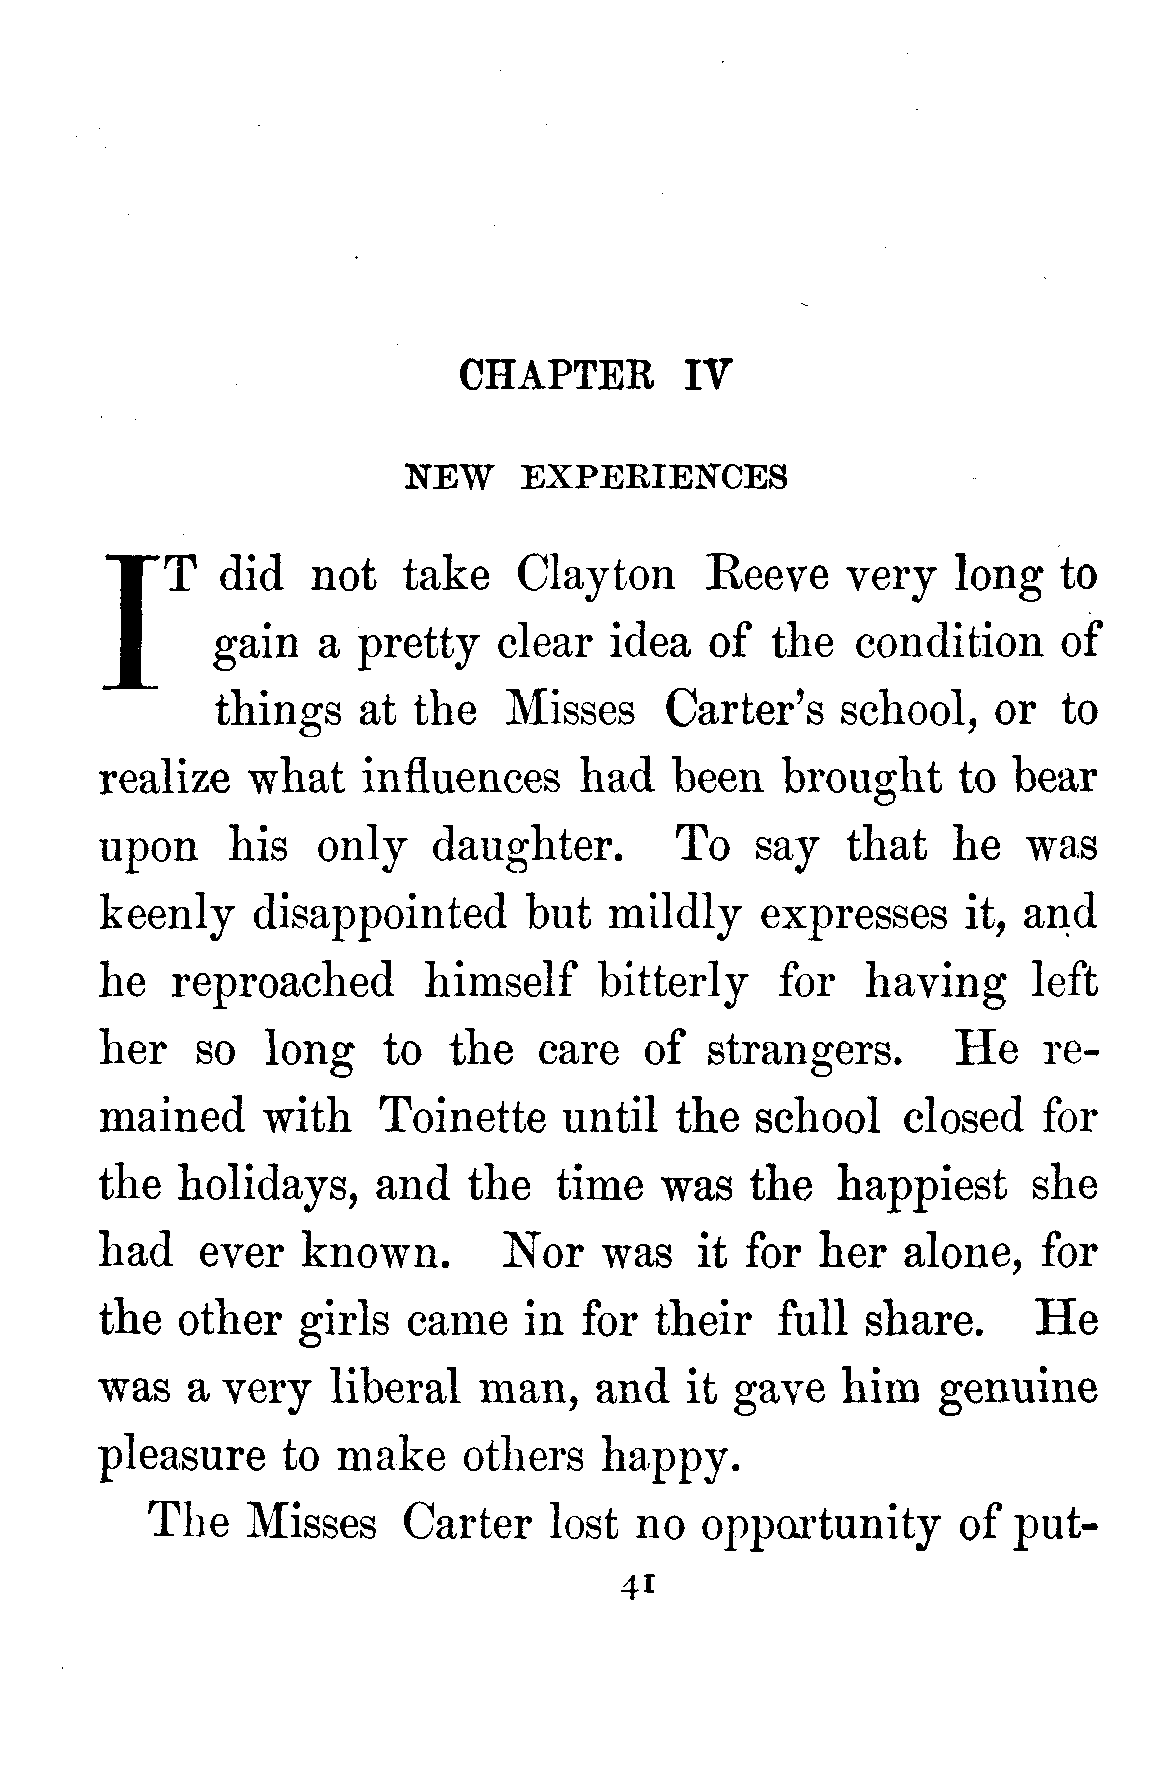 CHAPTER IV
NEW EXPERIENCES
IT did not take Clayton Reeve very long to
gain a pretty clear idea of the condition of
things at the Misses Carter's school, or to
realize what influences had been brought to bear
upon his only daughter. To say that he was
keenly disappointed but mildly expresses it, and
he reproached himself bitterly for having left
her so long to the care of strangers. He re-
mained with Toinette until the school closed for
the holidays, and the time was the happiest she
had ever known. Nor was it for her alone, for
the other girls came in for their full share. He
was a very liberal man, and it gave him genuine
pleasure to make others happy.
The Misses Carter lost no opportunity of put-
41